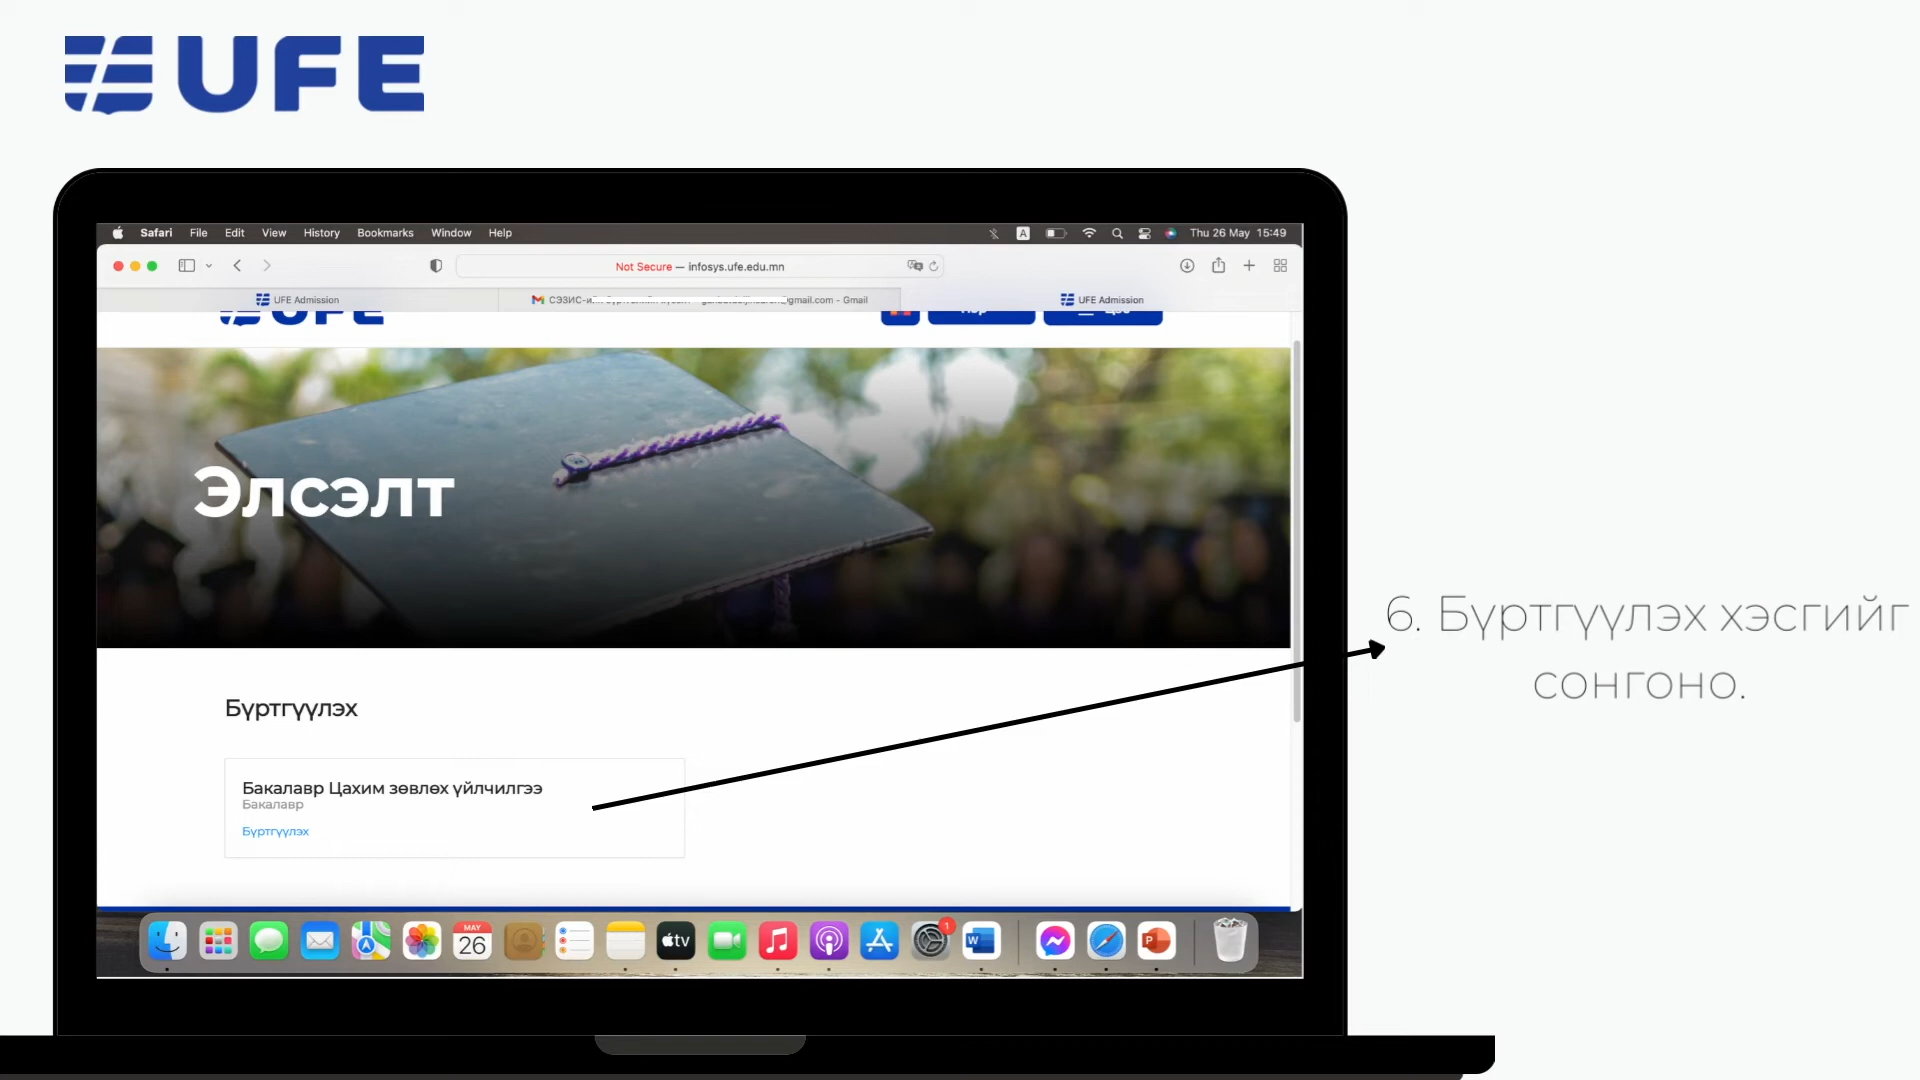 UFE
Safari File Edit View History Bookmarks Window Help
A
Thu 26 May 15:49
Not Secure — infosys.ufe.edu.mn
UFE Admission
- Gmail
UFE Admission
UFE
Элсэлт
6. Бүртгүүлэх хэсгийг
сонгоно.
Бүртгүүлэх
Бакалавр Цахим зөвлөх үйлчилгээ
Бакалавр
Бүртгүүлэх
MAY
26
tv
1
W
P